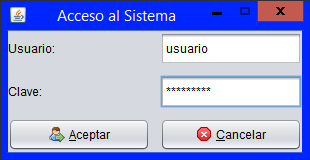 Acceso al Sistema
Usuario: usuario
Clave: *********
Aceptar Cancelar